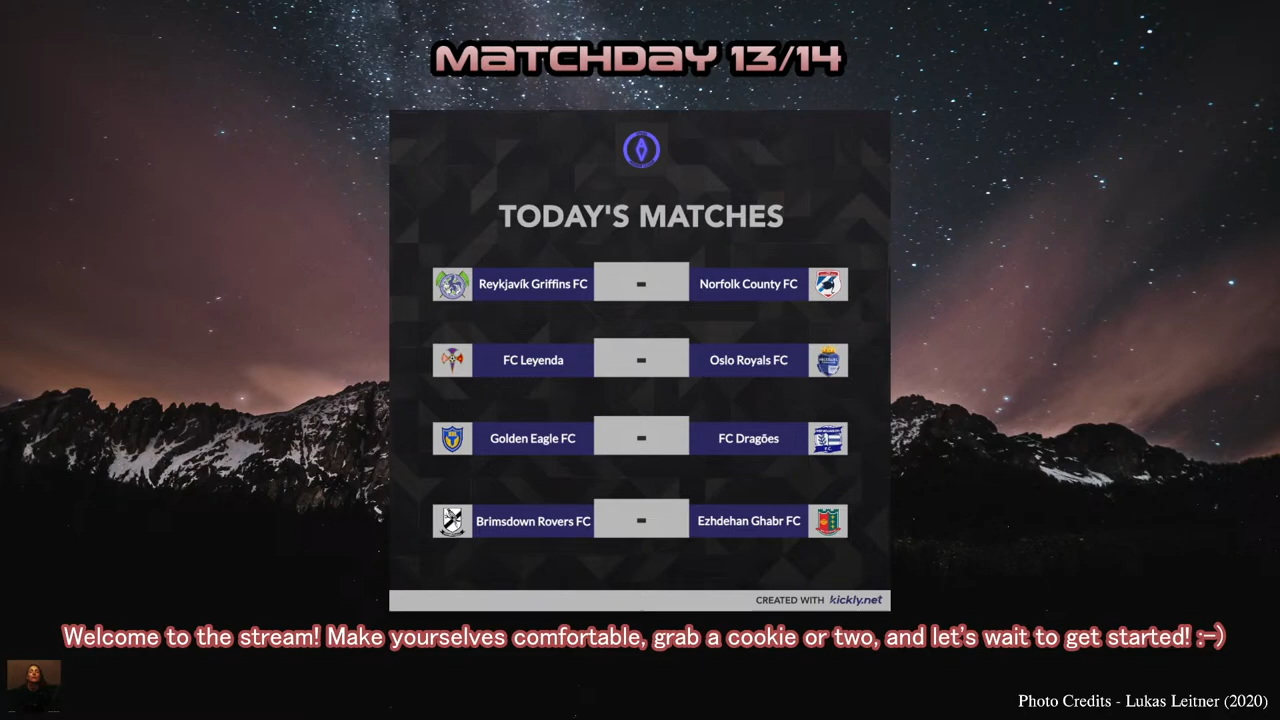 MATCHDAY 13/14
TODAY'S MATCHES
Reykjavík Griffins FC - Norfolk County FC
FC Leyenda - Oslo Royals FC
Golden Eagle FC - FC Dragões
Brimsdown Rovers FC - Ezhdehan Ghabr FC
CREATED WITH kickly.net
Welcome to the stream! Make yourselves comfortable, grab a cookie or two, and let's wait to get started! :-)
Photo Credits - Lukas Leitner (2020)